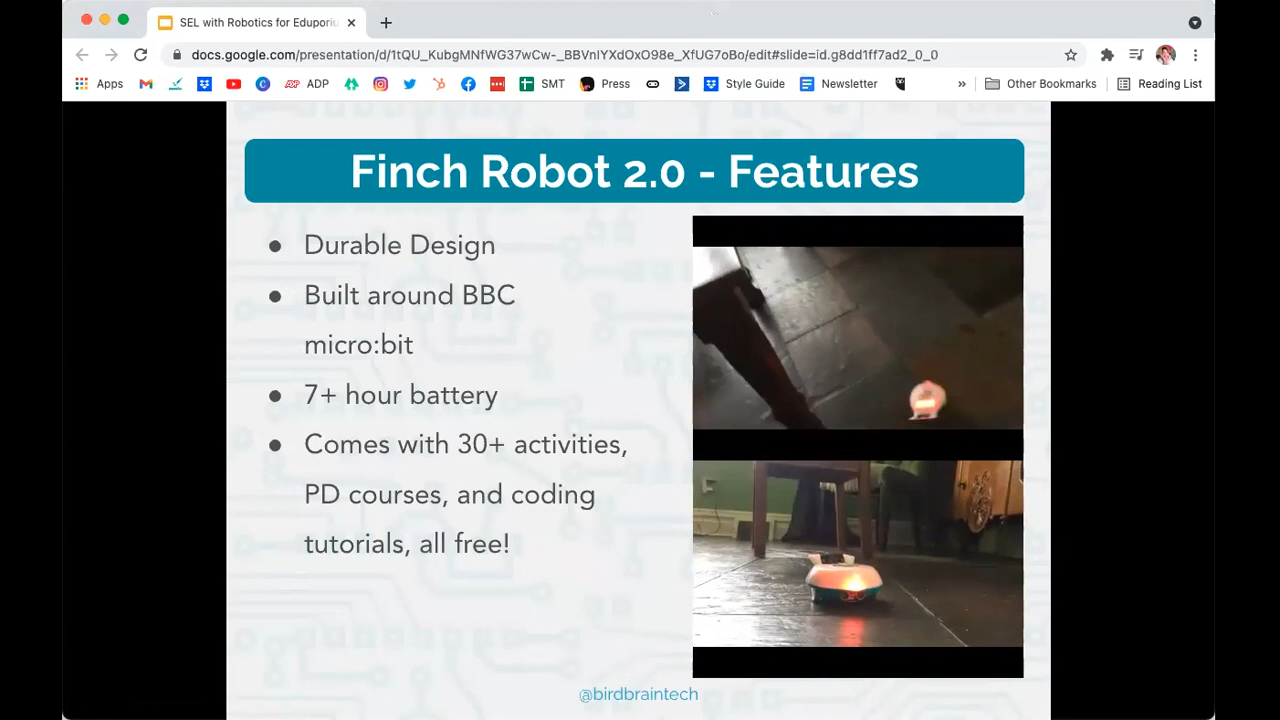 SEL with Robotics for Eduporiu
docs.google.com/presentation/d/1tQU_KubgMNfWG37wCw-_BBVnlYXdOxO98e_XfUG7oBo/edit#slide=id.g8dd1ff7ad2_0_0
Apps ADP SMT Press Style Guide Newsletter » Other Bookmarks Reading List
Finch Robot 2.0 - Features
● Durable Design
● Built around BBC
micro:bit
● 7+ hour battery
● Comes with 30+ activities,
PD courses, and coding
tutorials, all free!
@birdbraintech